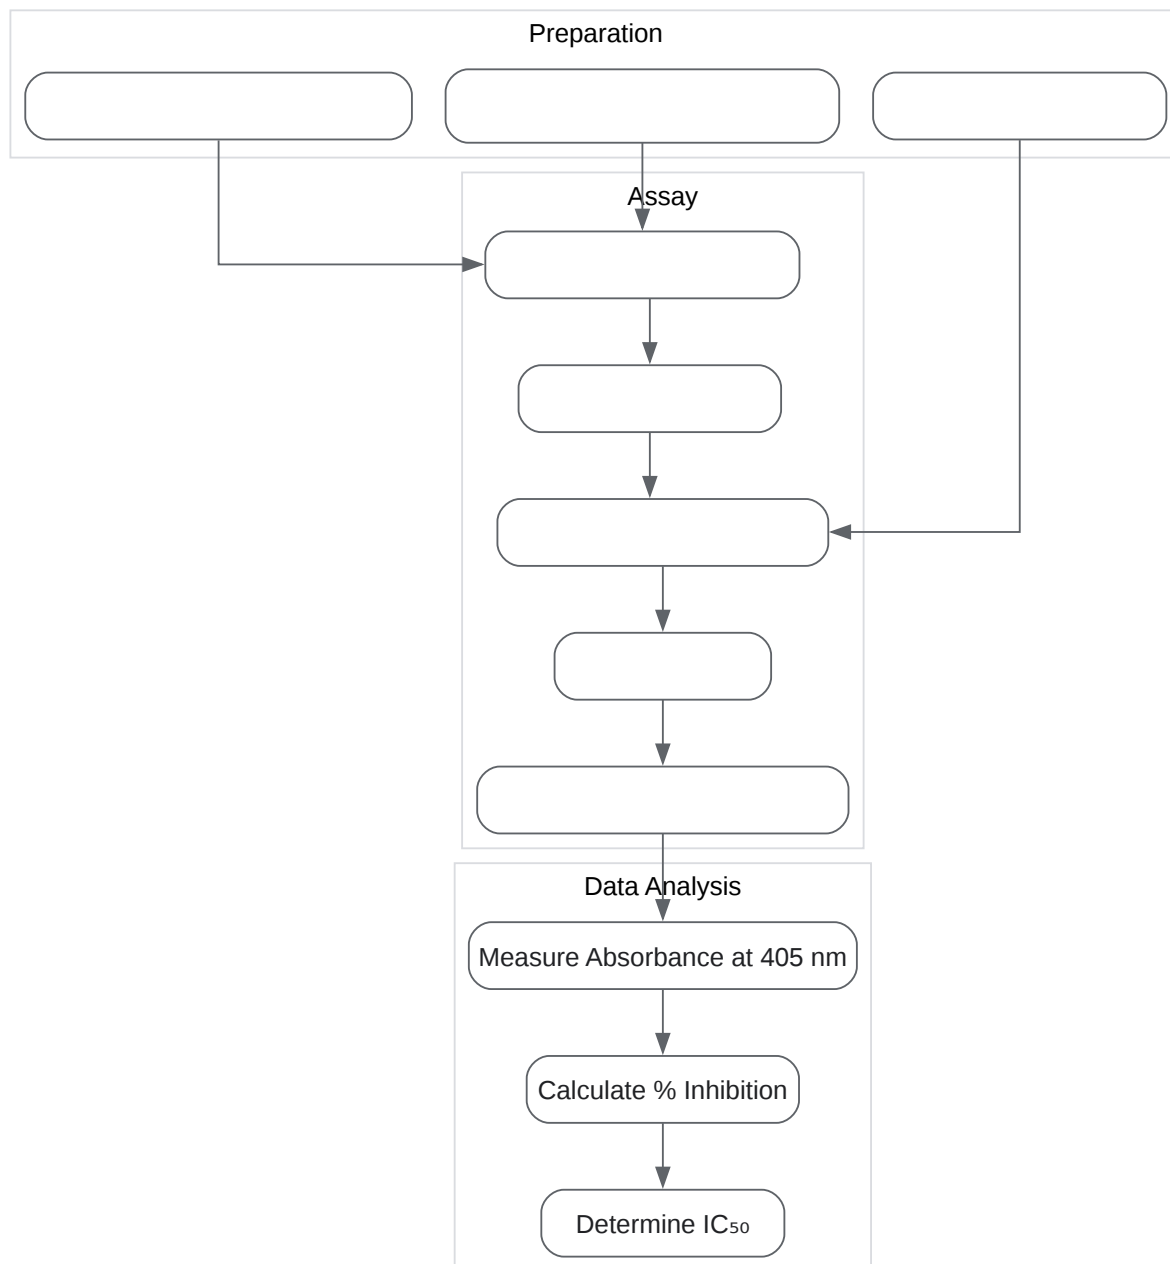 Preparation
Assay
Data Analysis
Measure Absorbance at 405 nm
Calculate % Inhibition
Determine IC₅₀